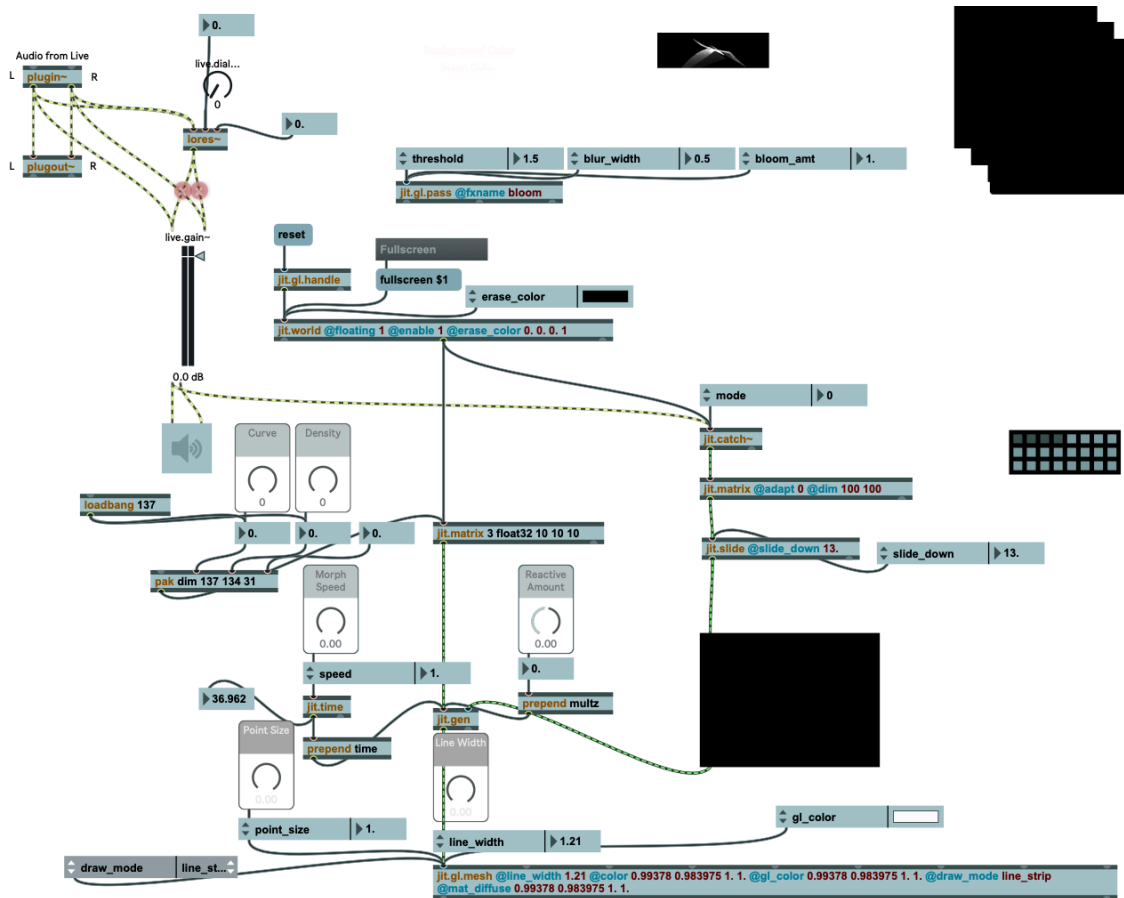 0.
Audio from Live
live.dial...
L
plugin~
R
0
0.
lores~
L
plugout~
R
threshold
1.5
blur_width
0.5
bloom_amt
1.
jit.gl.pass @fxname bloom
live.gain~
reset
Fullscreen
jit.gl.handle
fullscreen $1
erase_color
jit.world @floating 1 @enable 1 @erase_color 0. 0. 0. 1
0.0 dB
mode
0
Curve
Density
jit.catch~
0
0
jit.matrix @adapt 0 @dim 100 100
loadbang 137
0.
0.
0.
jit.matrix 3 float32 10 10 10
jit.slide @slide_down 13.
slide_down
13.
pak dim 137 134 31
Morph
Speed
Reactive
Amount
0.00
0.00
speed
1.
0.
36.962
jit.time
prepend multz
jit.gen
Point Size
prepend time
Line Width
0.00
0.00
point_size
1.
line_width
1.21
gl_color
draw_mode
line_st...
jit.gl.mesh @line_width 1.21 @color 0.99378 0.983975 1. 1. @gl_color 0.99378 0.983975 1. 1. @draw_mode line_strip
@mat_diffuse 0.99378 0.983975 1. 1.